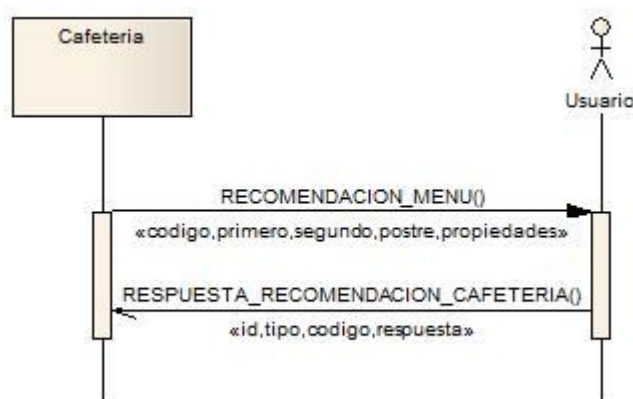 Cafeteria
Usuario
RECOMENDACION_MENU()
«codigo,primero,segundo,postre,propiedades»
RESPUESTA_RECOMENDACION_CAFETERIA()
«id,tipo,codigo,respuesta»